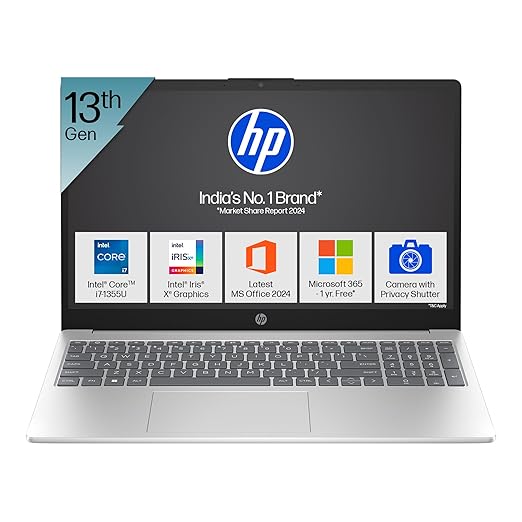 13th
Gen
hp
India's No.1 Brand*
*Market Share Report 2024
intel
CORE
i7
Intel® Core™
i7-1355U
intel
iRIS Xe
GRAPHICS
Intel® Iris®
Xᵉ Graphics
Latest
MS Office 2024
Microsoft 365
- 1 yr. Free*
Camera with
Privacy Shutter
*T&C Apply
hp